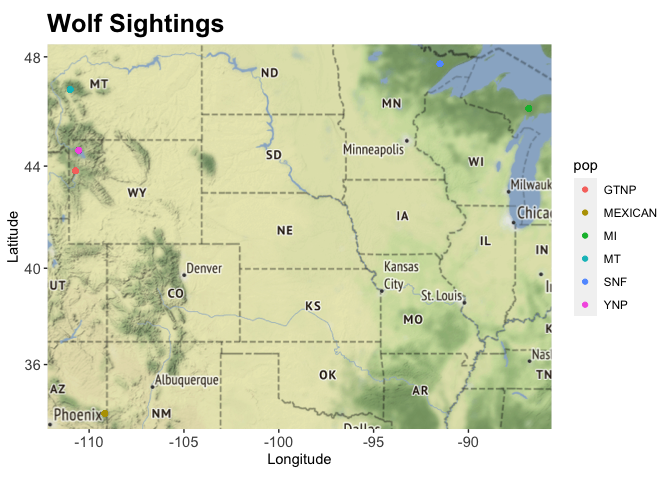 Wolf Sightings
48
44
40
36
Latitude
MT
ND
MN
Minneapolis
SD
WI
WY
Milwauk
Chicag
IA
NE
IL
IN
Denver
Kansas
City
UT
CO
St. Louis
KS
MO
OK
Nas
TN
AZ
Albuquerque
AR
Phoenix
NM
Dallas
-110
-105
-100
-95
-90
Longitude
pop
GTNP
MEXICAN
MI
MT
SNF
YNP